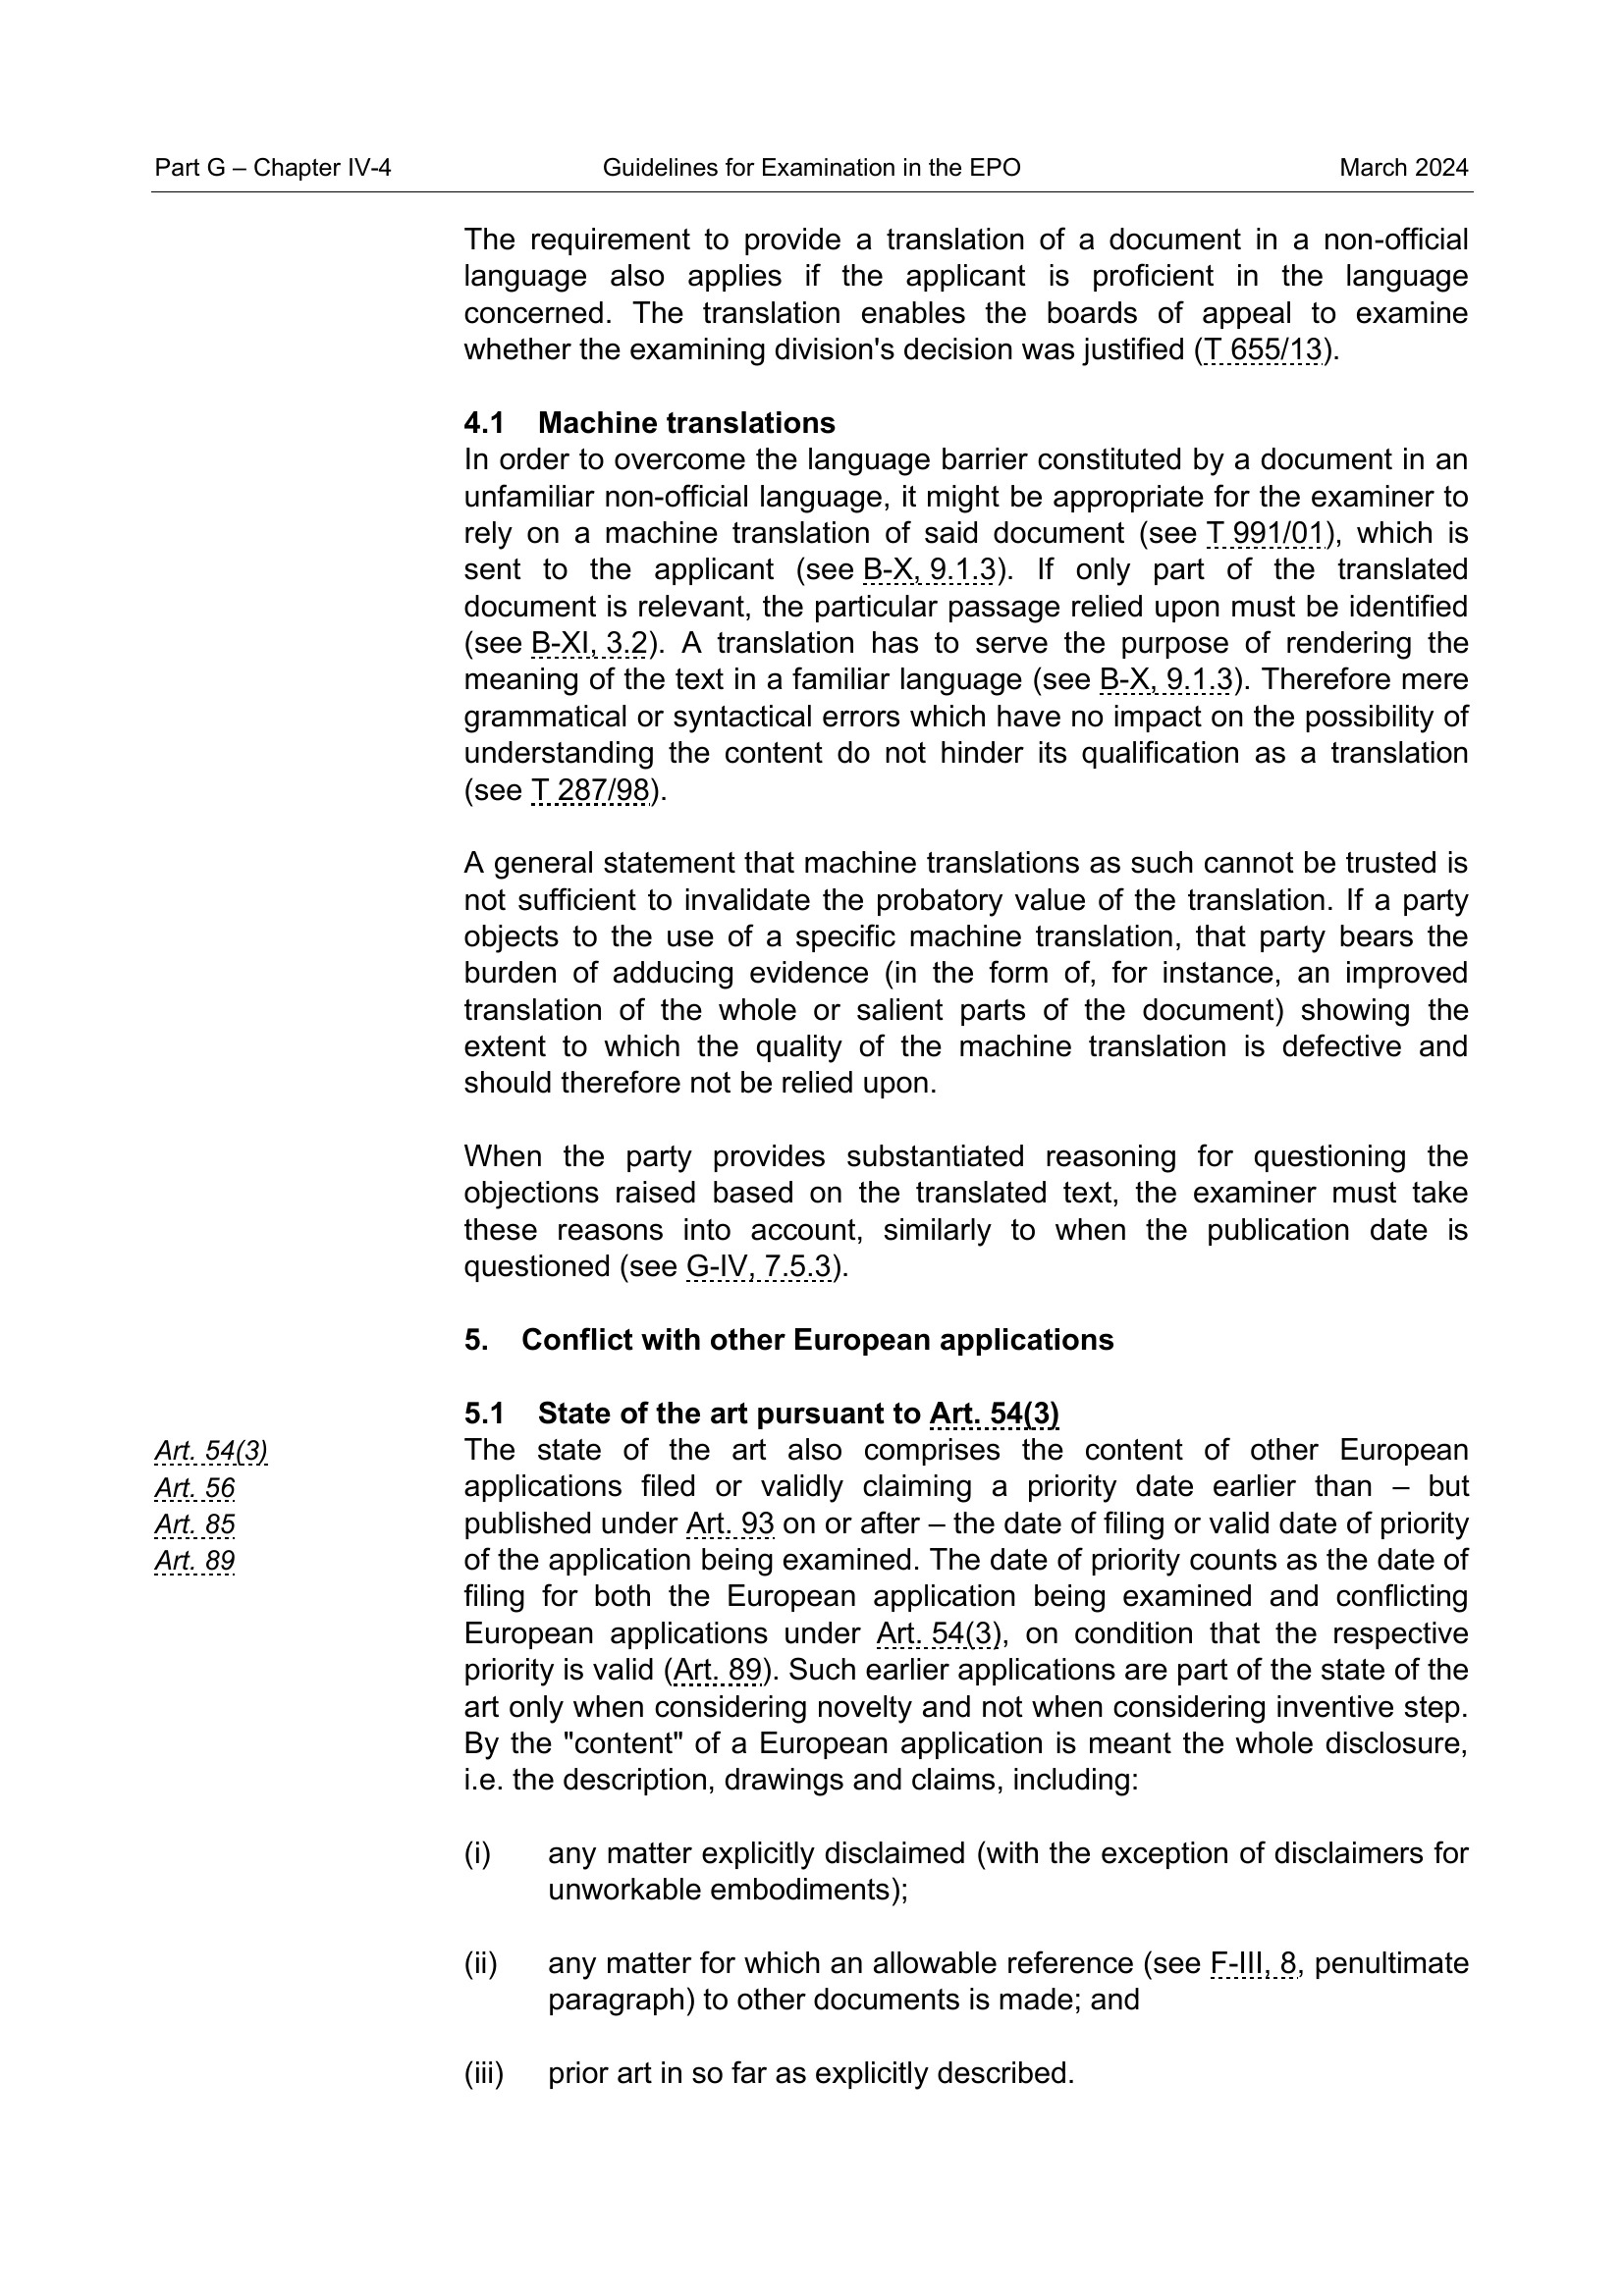 Part G – Chapter IV-4 Guidelines for Examination in the EPO March 2024
The requirement to provide a translation of a document in a non-official
language also applies if the applicant is proficient in the language
concerned. The translation enables the boards of appeal to examine
whether the examining division's decision was justified (T 655/13).
4.1 Machine translations
In order to overcome the language barrier constituted by a document in an
unfamiliar non-official language, it might be appropriate for the examiner to
rely on a machine translation of said document (see T 991/01), which is
sent to the applicant (see B-X, 9.1.3). If only part of the translated
document is relevant, the particular passage relied upon must be identified
(see B-XI, 3.2). A translation has to serve the purpose of rendering the
meaning of the text in a familiar language (see B-X, 9.1.3). Therefore mere
grammatical or syntactical errors which have no impact on the possibility of
understanding the content do not hinder its qualification as a translation
(see T 287/98).
A general statement that machine translations as such cannot be trusted is
not sufficient to invalidate the probatory value of the translation. If a party
objects to the use of a specific machine translation, that party bears the
burden of adducing evidence (in the form of, for instance, an improved
translation of the whole or salient parts of the document) showing the
extent to which the quality of the machine translation is defective and
should therefore not be relied upon.
When the party provides substantiated reasoning for questioning the
objections raised based on the translated text, the examiner must take
these reasons into account, similarly to when the publication date is
questioned (see G-IV, 7.5.3).
5. Conflict with other European applications
5.1 State of the art pursuant to Art. 54(3)
Art. 54(3)
Art. 56
Art. 85
Art. 89
The state of the art also comprises the content of other European
applications filed or validly claiming a priority date earlier than – but
published under Art. 93 on or after – the date of filing or valid date of priority
of the application being examined. The date of priority counts as the date of
filing for both the European application being examined and conflicting
European applications under Art. 54(3), on condition that the respective
priority is valid (Art. 89). Such earlier applications are part of the state of the
art only when considering novelty and not when considering inventive step.
By the "content" of a European application is meant the whole disclosure,
i.e. the description, drawings and claims, including:
(i) any matter explicitly disclaimed (with the exception of disclaimers for
unworkable embodiments);
(ii) any matter for which an allowable reference (see F-III, 8, penultimate
paragraph) to other documents is made; and
(iii) prior art in so far as explicitly described.